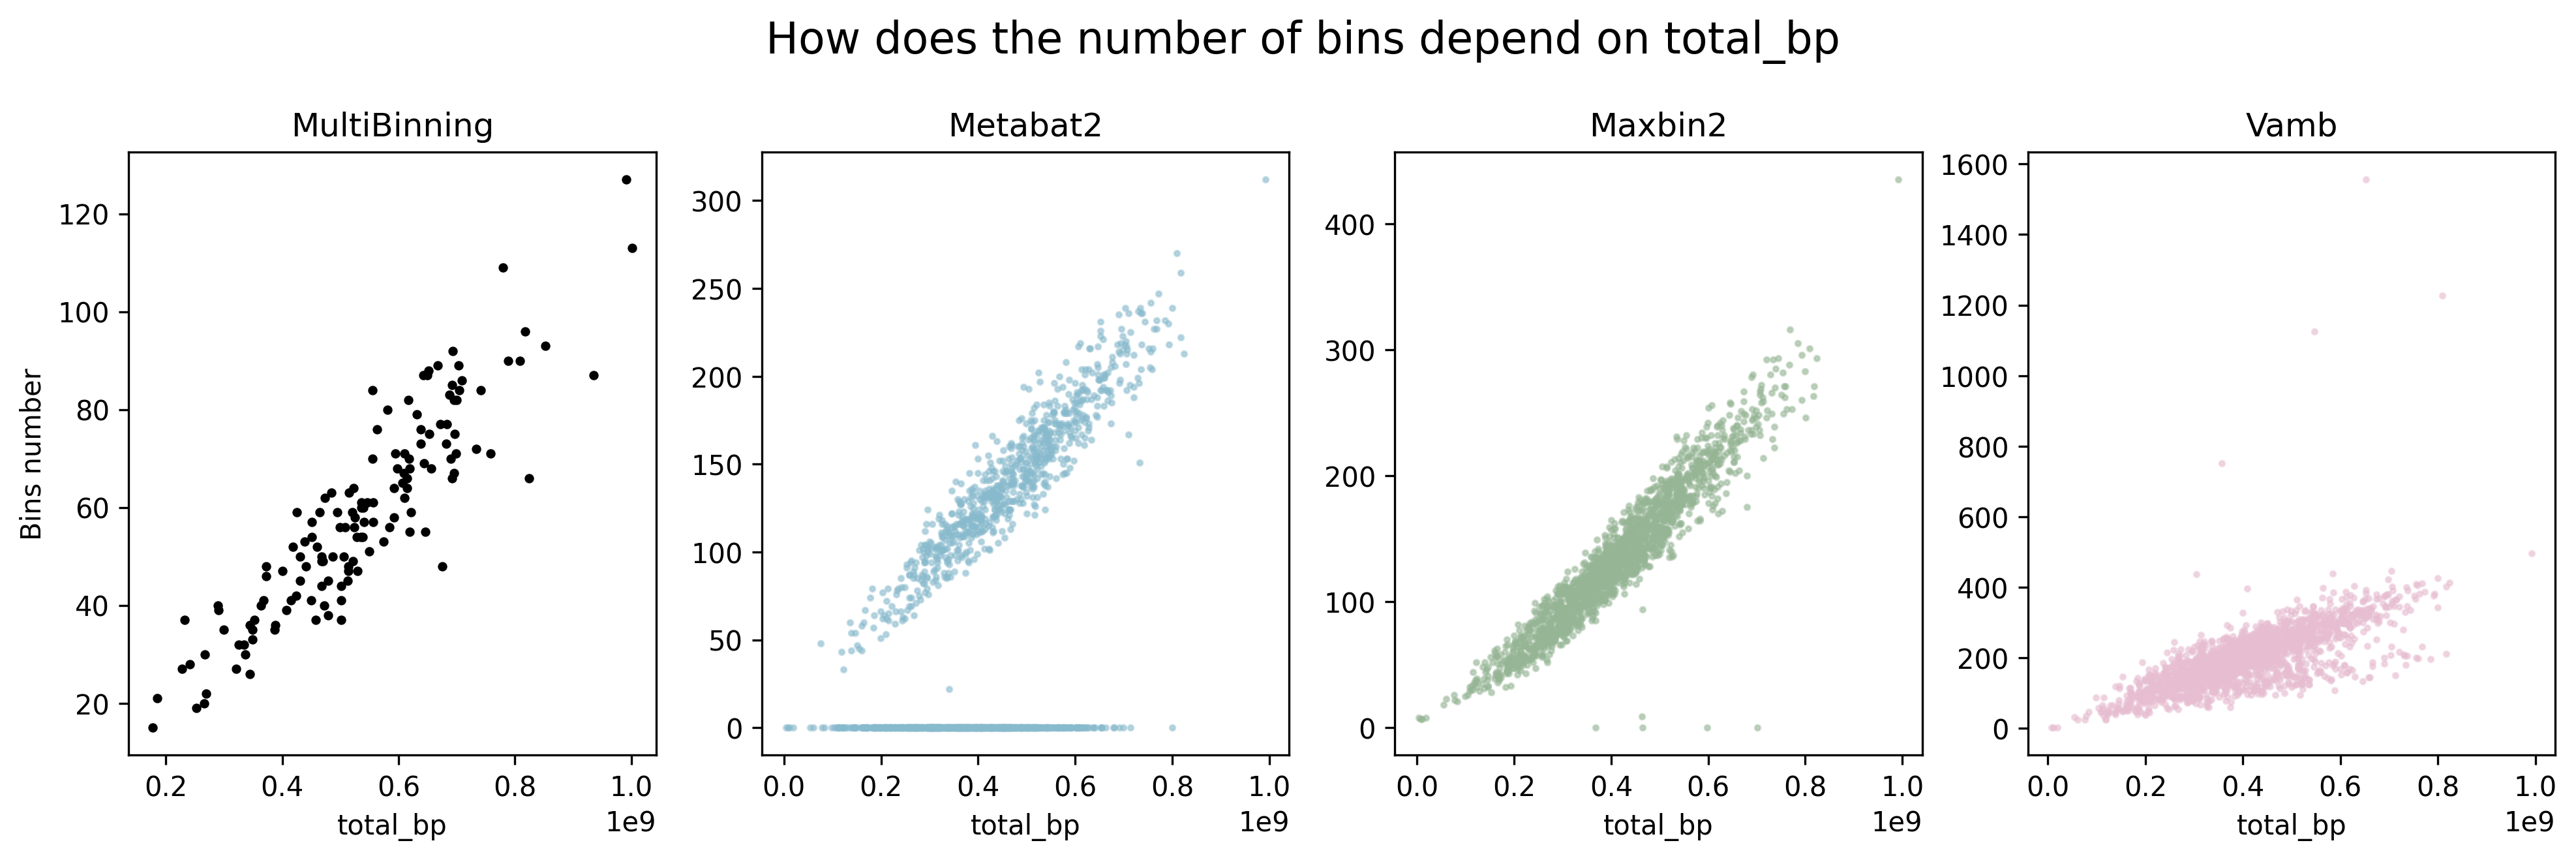 How does the number of bins depend on total_bp
MultiBinning
Metabat2
Maxbin2
Vamb
Bins number
120
100
80
60
40
20
0.2 0.4 0.6 0.8 1.0
total_bp
1e9
300
250
200
150
100
50
0
0.0 0.2 0.4 0.6 0.8 1.0
total_bp
1e9
400
300
200
100
0
0.0 0.2 0.4 0.6 0.8 1.0
total_bp
1e9
1600
1400
1200
1000
800
600
400
200
0
0.0 0.2 0.4 0.6 0.8 1.0
total_bp
1e9